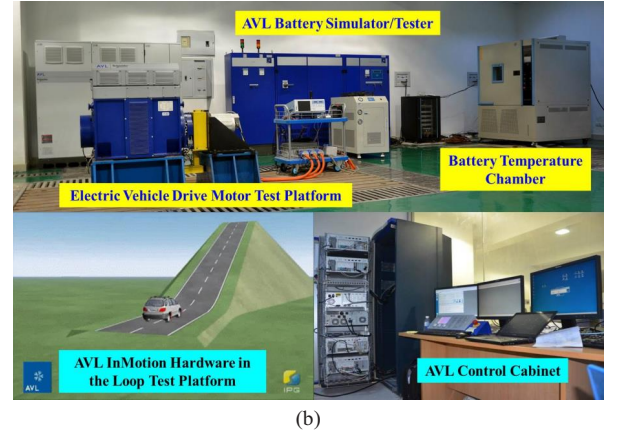 AVL Battery Simulator/Tester
Battery Temperature
Chamber
Electric Vehicle Drive Motor Test Platform
AVL InMotion Hardware in
the Loop Test Platform
AVL
IPG
AVL Control Cabinet
(b)